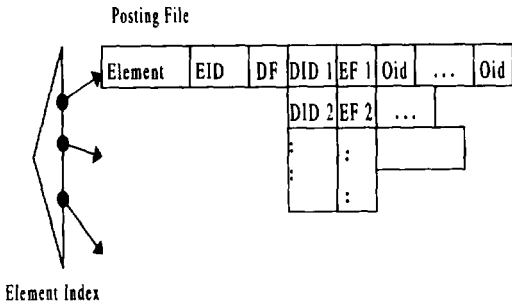 Posting File
Element EID DF DID 1 EF 1 Oid ... Oid
DID 2 EF 2 ...
: :
: :
:
Element Index